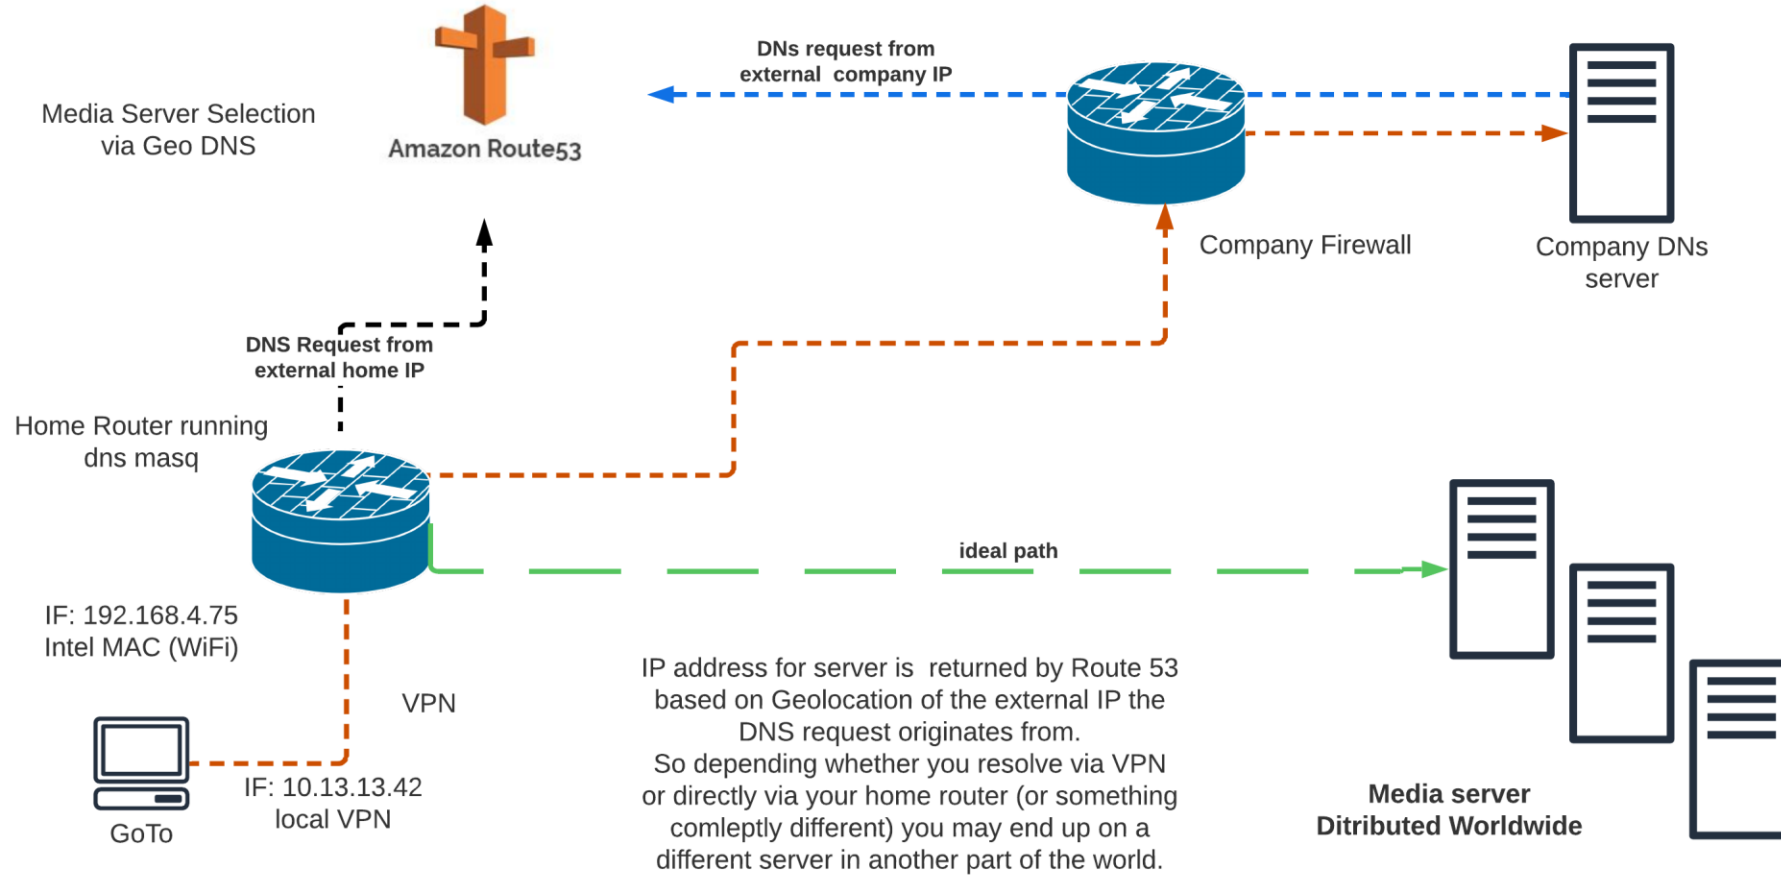 Media Server Selection
via Geo DNS
Amazon Route53
DNs request from
external company IP
Company Firewall
Company DNs
server
DNS Request from
external home IP
Home Router running
dns masq
ideal path
IF: 192.168.4.75
Intel MAC (WiFi)
VPN
IF: 10.13.13.42
local VPN
GoTo
IP address for server is returned by Route 53
based on Geolocation of the external IP the
DNS request originates from.
So depending whether you resolve via VPN
or directly via your home router (or something
comleptly different) you may end up on a
different server in another part of the world.
Media server
Ditributed Worldwide